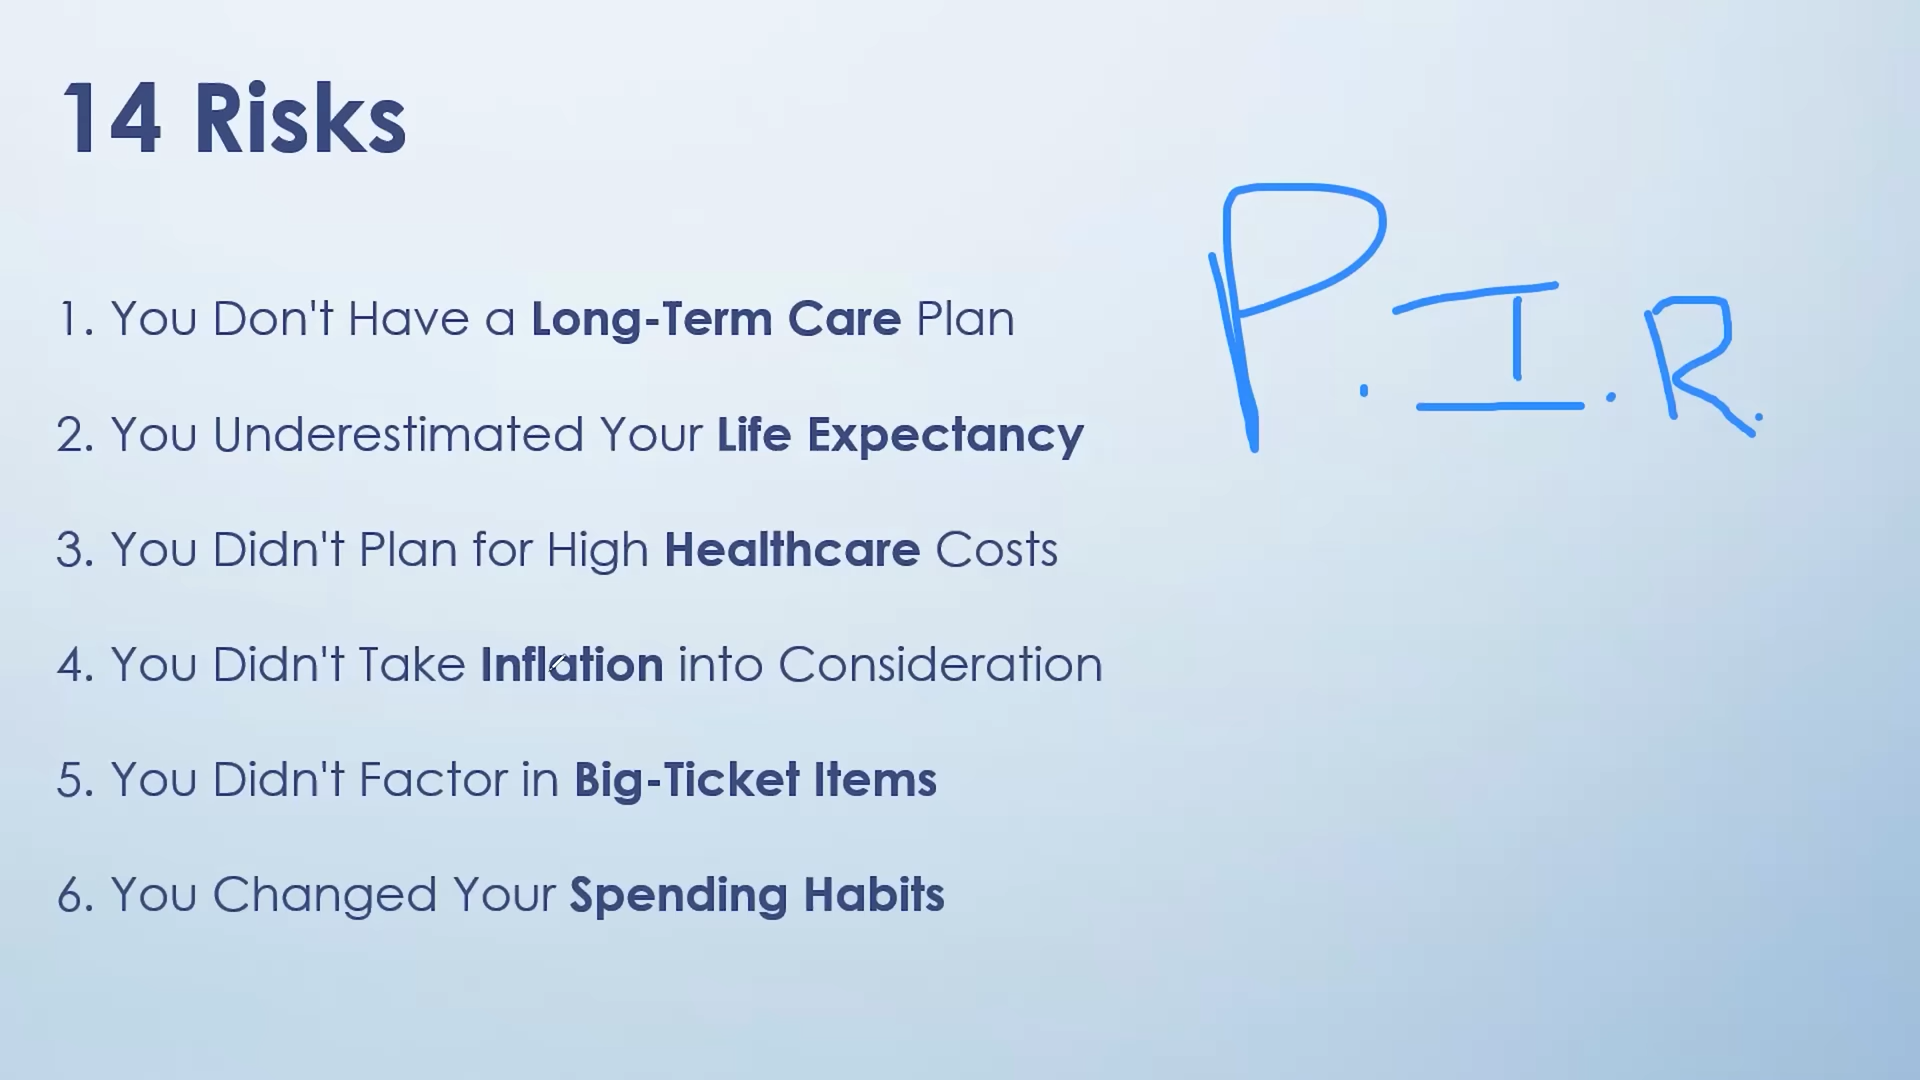 14 Risks
P.I.R.
1. You Don't Have a Long-Term Care Plan
2. You Underestimated Your Life Expectancy
3. You Didn't Plan for High Healthcare Costs
4. You Didn't Take Inflation into Consideration
5. You Didn't Factor in Big-Ticket Items
6. You Changed Your Spending Habits